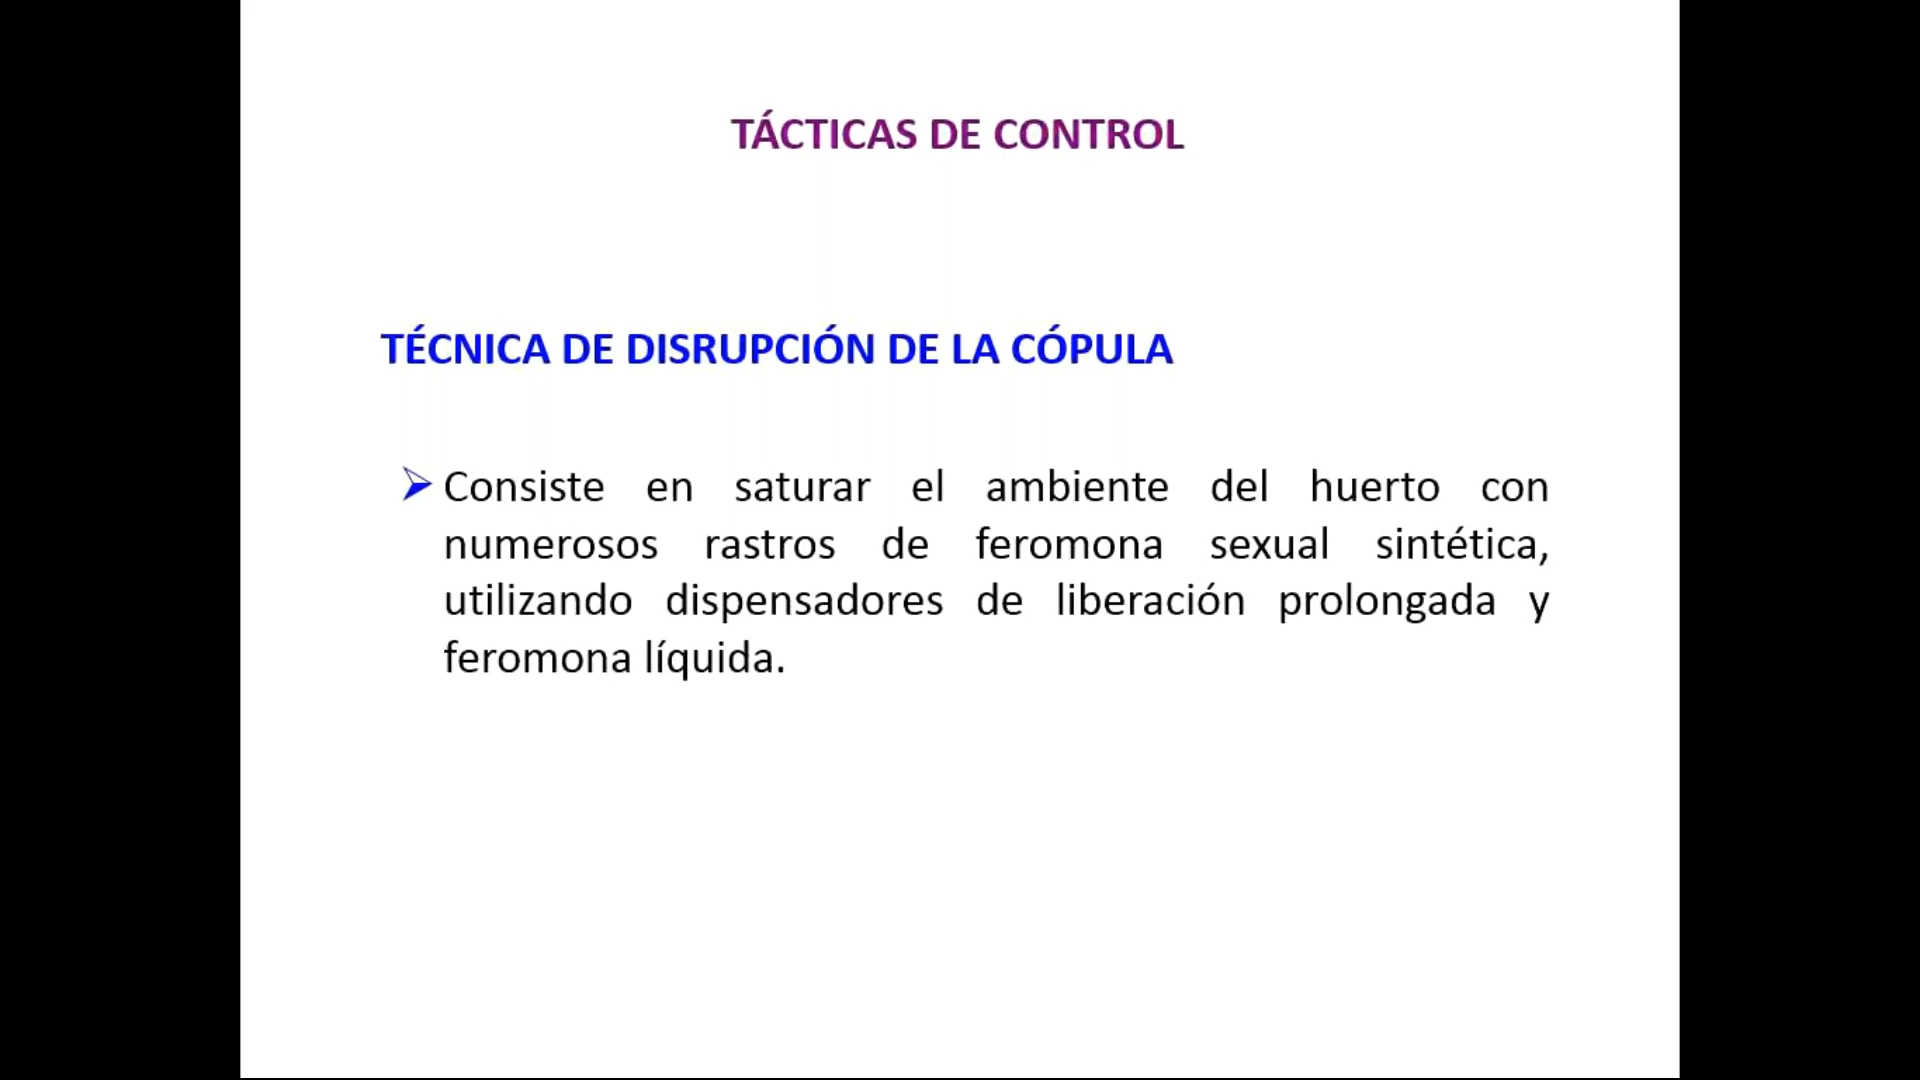 TÁCTICAS DE CONTROL
TÉCNICA DE DISRUPCIÓN DE LA CÓPULA
Consiste en saturar el ambiente del huerto con
numerosos rastros de feromona sexual sintética,
utilizando dispensadores de liberación prolongada y
feromona líquida.